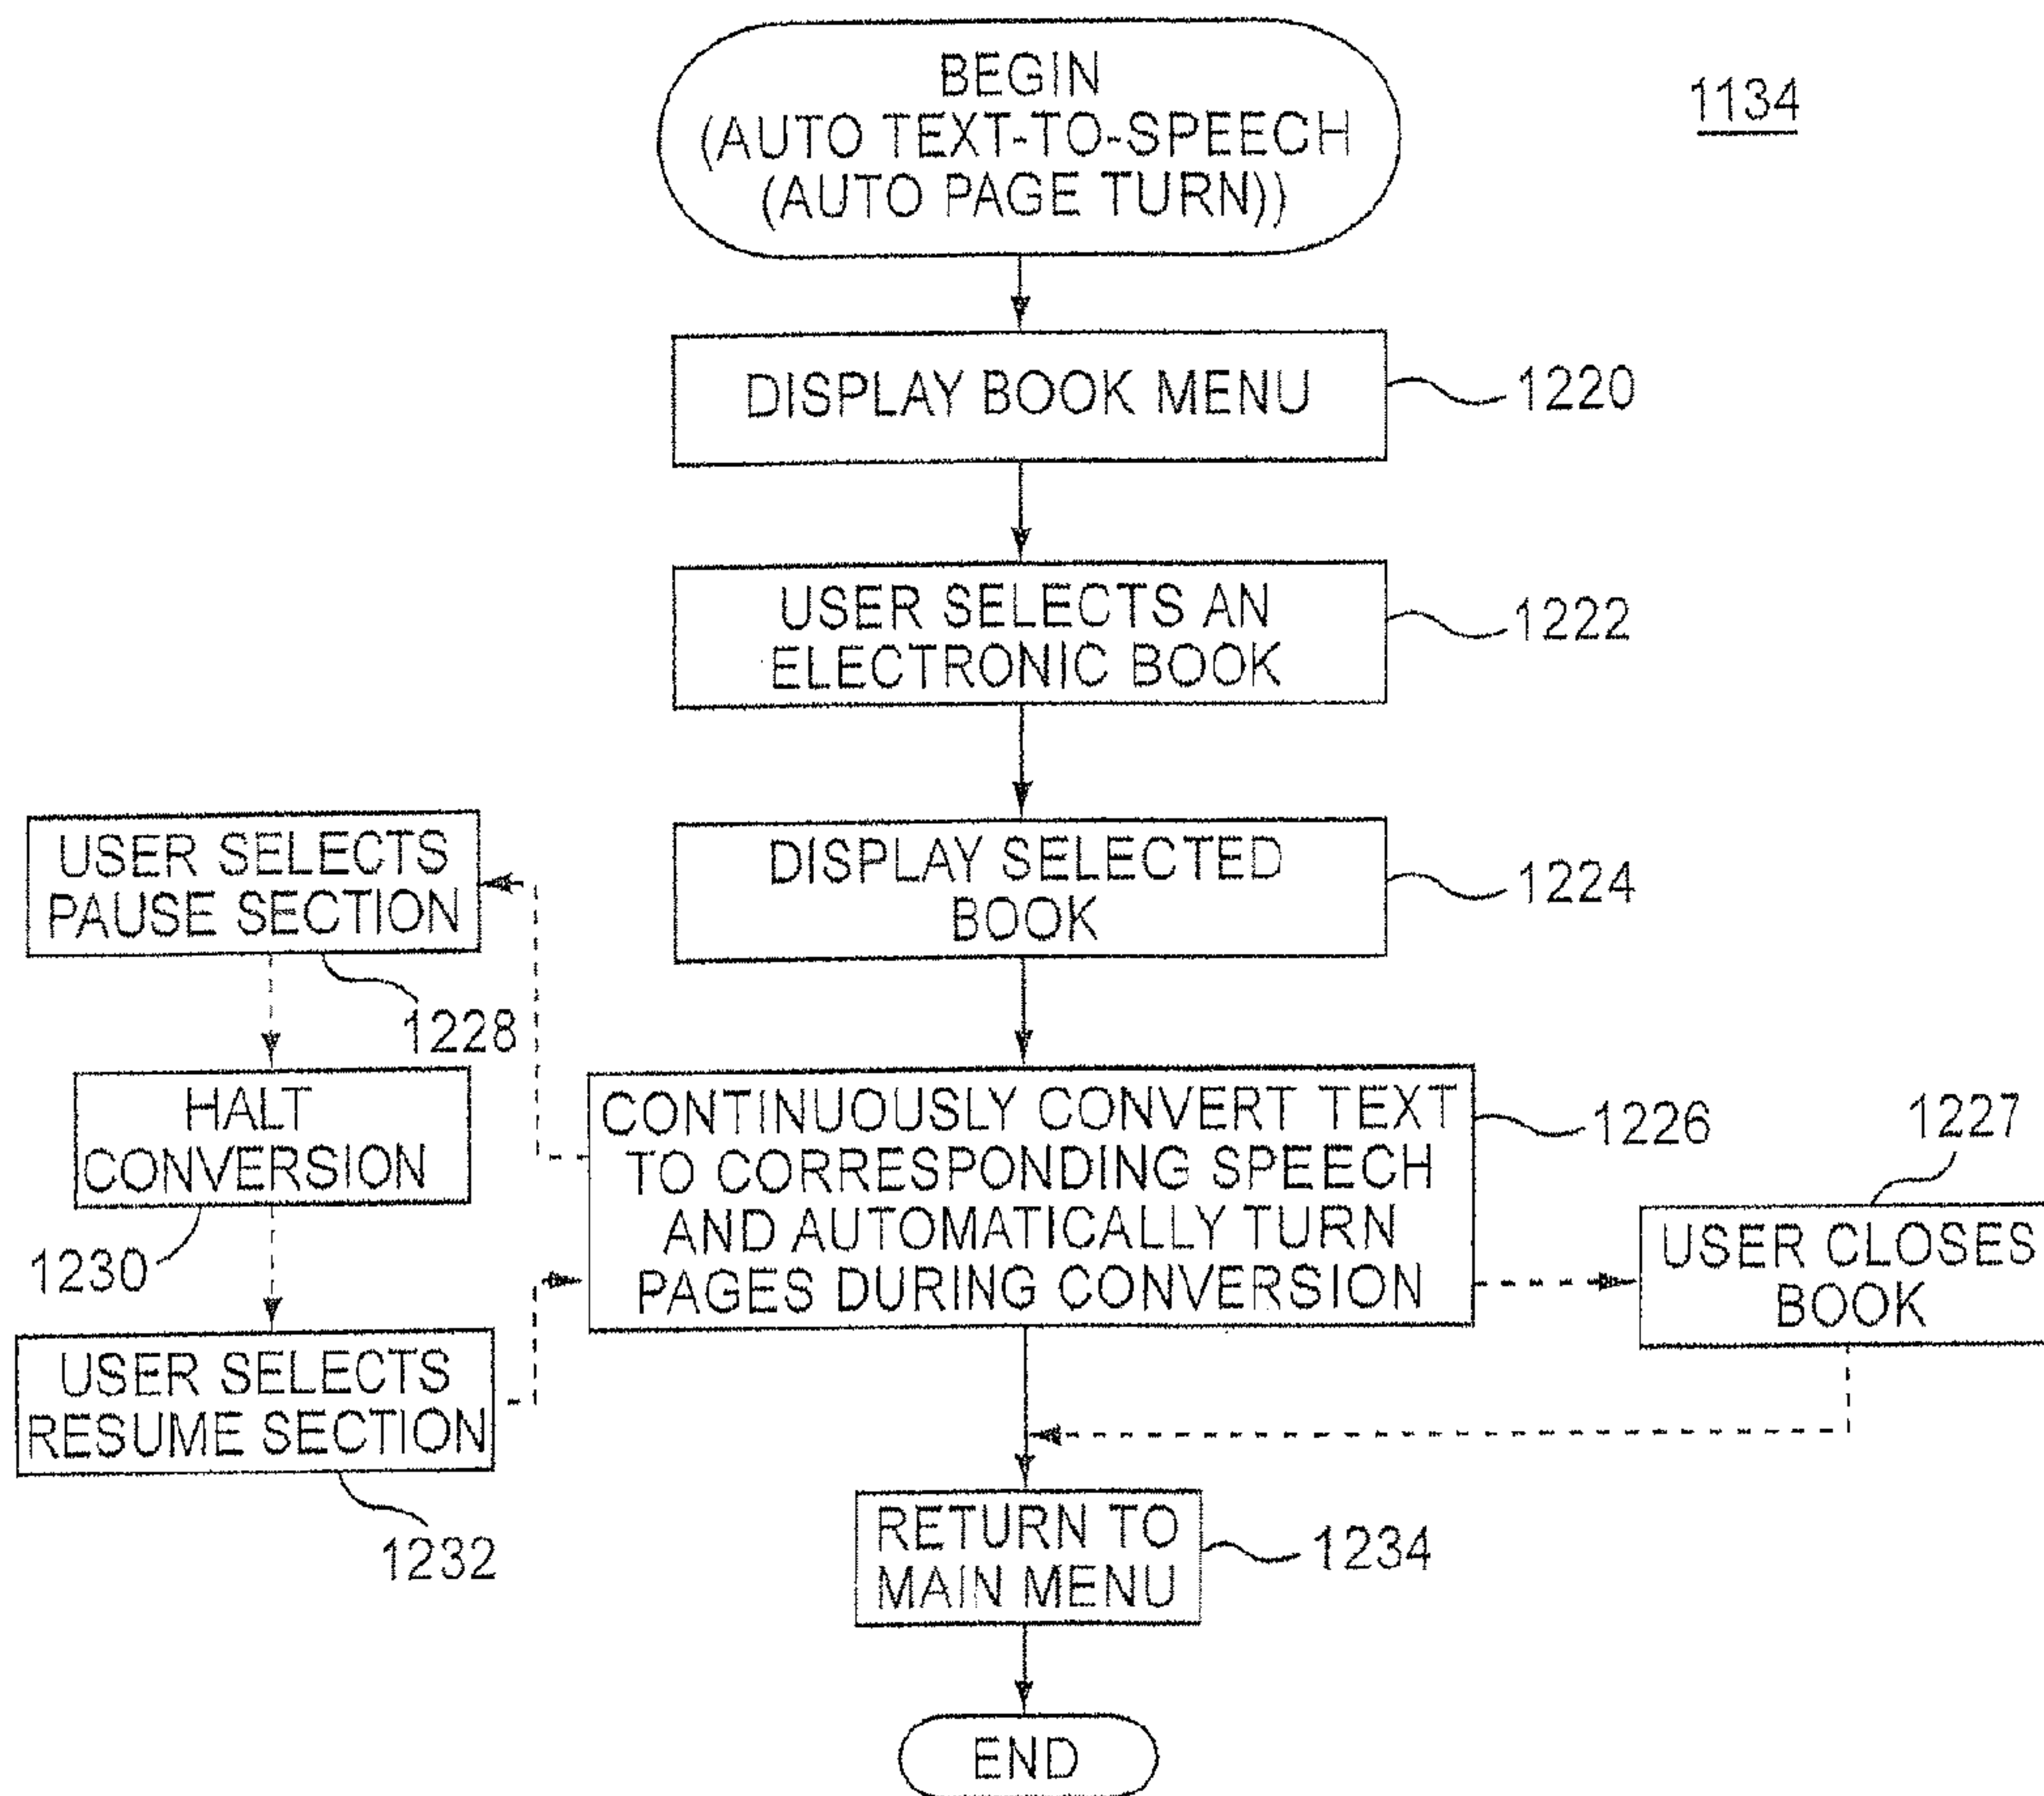 BEGIN
(AUTO TEXT-TO-SPEECH
(AUTO PAGE TURN))
1134
DISPLAY BOOK MENU
1220
USER SELECTS AN
ELECTRONIC BOOK
1222
DISPLAY SELECTED
BOOK
1224
USER SELECTS
PAUSE SECTION
1228
HALT
CONVERSION
1230
USER SELECTS
RESUME SECTION
1232
CONTINUOUSLY CONVERT TEXT
TO CORRESPONDING SPEECH
AND AUTOMATICALLY TURN
PAGES DURING CONVERSION
1226
1227
USER CLOSES
BOOK
RETURN TO
MAIN MENU
1234
END